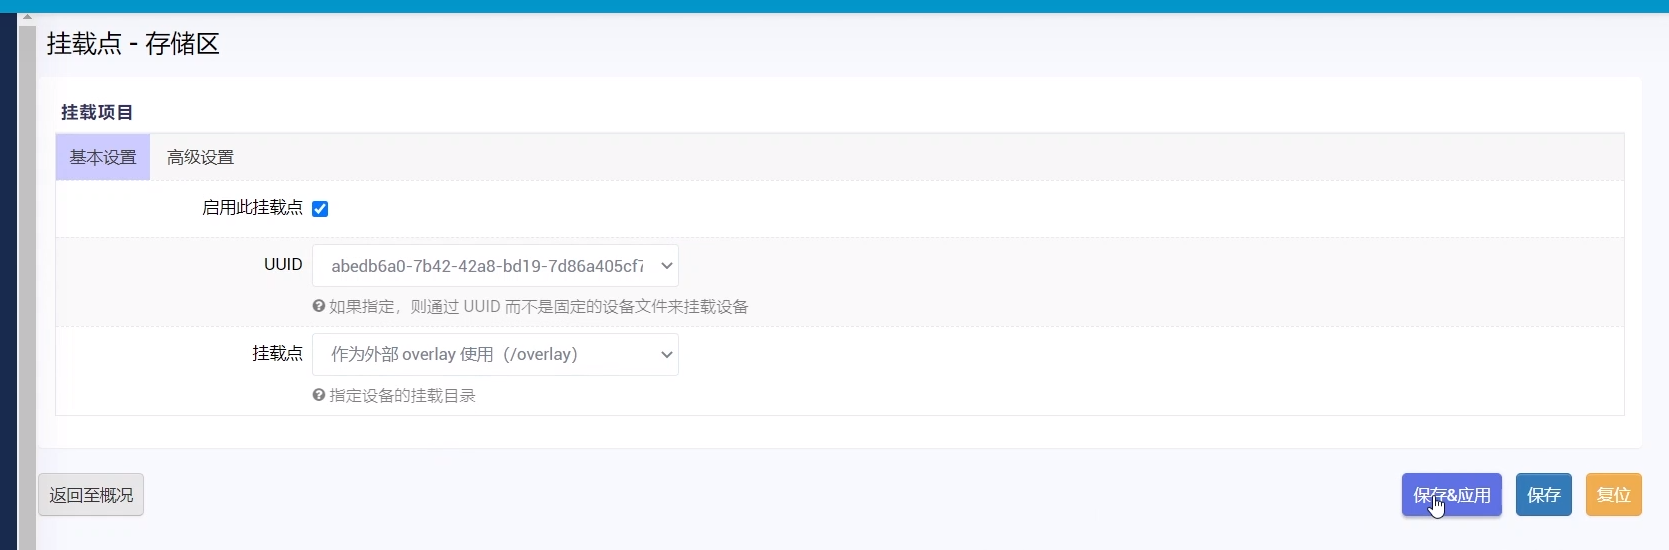 挂载点 - 存储区
挂载项目
基本设置 高级设置
启用此挂载点
UUID abedb6a0-7b42-42a8-bd19-7d86a405cf7
如果指定，则通过 UUID 而不是固定的设备文件来挂载设备
挂载点 作为外部 overlay 使用（/overlay）
指定设备的挂载目录
返回至概况 保存&应用 保存 复位